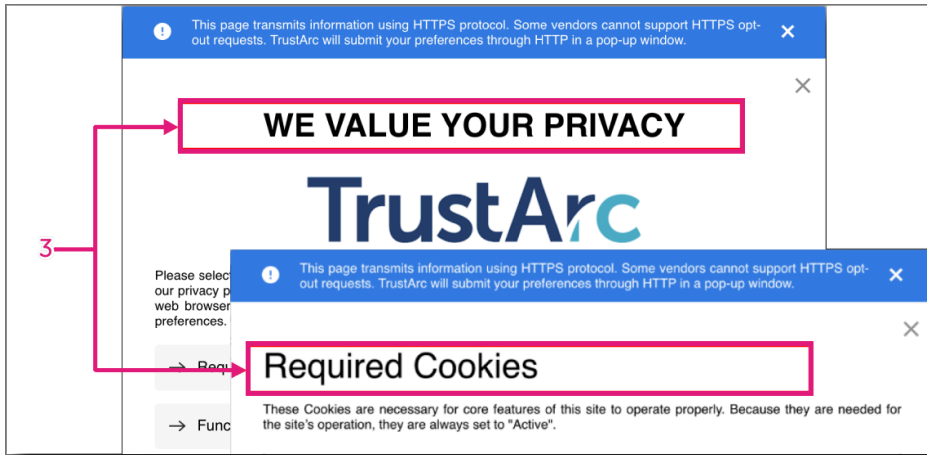 This page transmits information using HTTPS protocol. Some vendors cannot support HTTPS opt-
out requests. TrustArc will submit your preferences through HTTP in a pop-up window.
WE VALUE YOUR PRIVACY
TrustArc
3
Please select
our privacy p
web browser
preferences.
This page transmits information using HTTPS protocol. Some vendors cannot support HTTPS opt-
out requests. TrustArc will submit your preferences through HTTP in a pop-up window.
Requ
Required Cookies
These Cookies are necessary for core features of this site to operate properly. Because they are needed for
the site's operation, they are always set to "Active".
Func